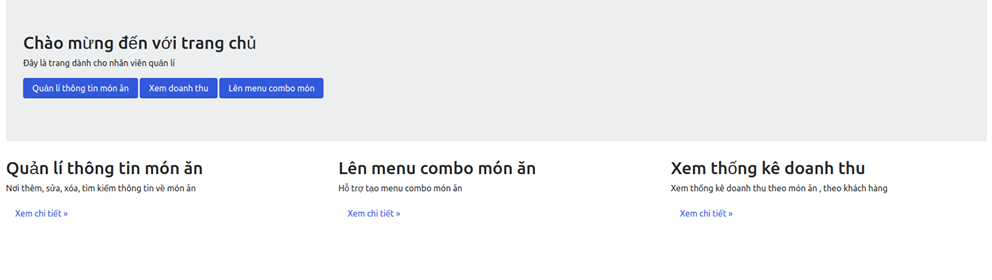 Chào mừng đến với trang chủ
Đây là trang dành cho nhân viên quản lí
Quản lí thông tin món ăn
Xem doanh thu
Lên menu combo món
Quản lí thông tin món ăn
Nơi thêm, sửa, xóa, tìm kiếm thông tin về món ăn
Xem chi tiết »
Lên menu combo món ăn
Hỗ trợ tạo menu combo món ăn
Xem chi tiết »
Xem thống kê doanh thu
Xem thống kê doanh thu theo món ăn , theo khách hàng
Xem chi tiết »